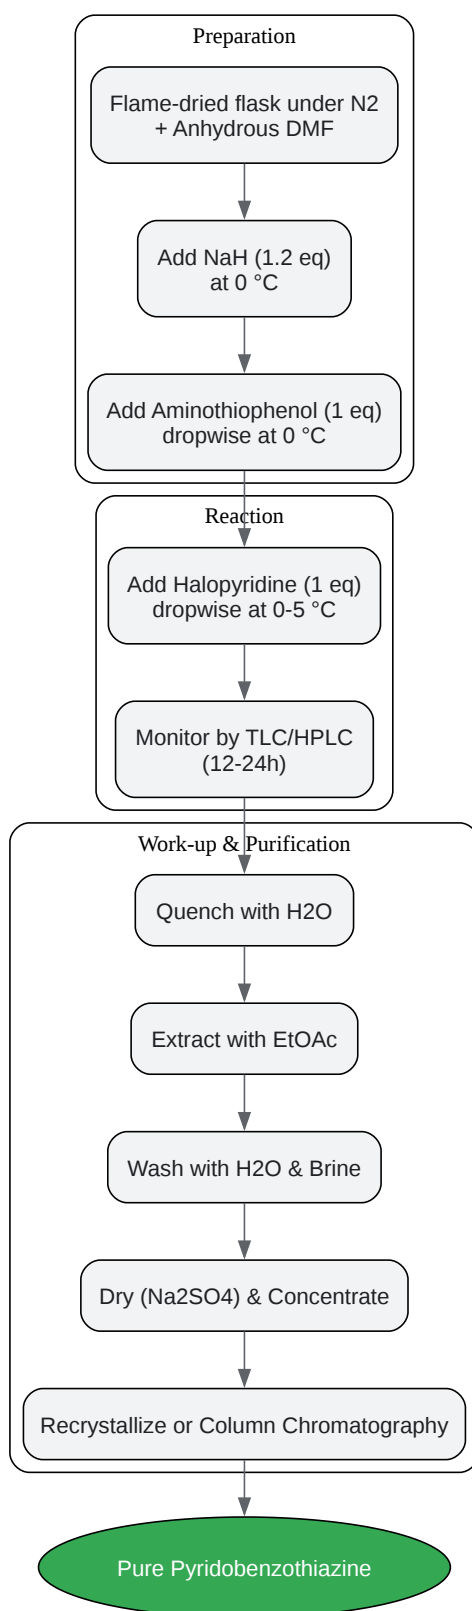 Preparation
Flame-dried flask under N2
+ Anhydrous DMF
Add NaH (1.2 eq)
at 0 °C
Add Aminothiophenol (1 eq)
dropwise at 0 °C
Reaction
Add Halopyridine (1 eq)
dropwise at 0-5 °C
Monitor by TLC/HPLC
(12-24h)
Work-up & Purification
Quench with H2O
Extract with EtOAc
Wash with H2O & Brine
Dry (Na2SO4) & Concentrate
Recrystallize or Column Chromatography
Pure Pyridobenzothiazine